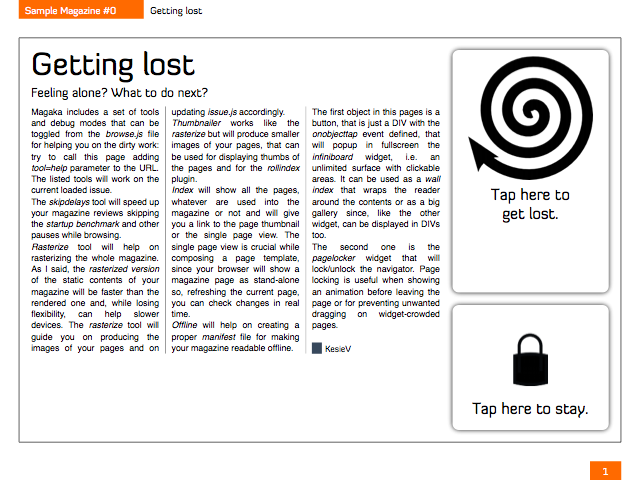 Sample Magazine #0
Getting lost
Getting lost
Feeling alone? What to do next?
Magaka includes a set of tools
and debug modes that can be
toggled from the browse.js file
for helping you on the dirty work:
try to call this page adding
tool=help parameter to the URL.
The listed tools will work on the
current loaded issue.
The skipdelays tool will speed up
your magazine reviews skipping
the startup benchmark and other
pauses while browsing.
Rasterize tool will help on
rasterizing the whole magazine.
As I said, the rasterized version
of the static contents of your
magazine will be faster than the
rendered one and, while losing
flexibility, can help slower
devices. The rasterize tool will
guide you on producing the
images of your pages and on
updating issue.js accordingly.
Thumbnailer works like the
rasterize but will produce smaller
images of your pages, that can
be used for displaying thumbs of
the pages and for the rollindex
plugin.
Index will show all the pages,
whatever are used into the
magazine or not and will give
you a link to the page thumbnail
or the single page view. The
single page view is crucial while
composing a page template,
since your browser will show a
magazine page as stand-alone
so, refreshing the current page,
you can check changes in real
time.
Offline will help on creating a
proper manifest file for making
your magazine readable offline.
The first object in this pages is a
button, that is just a DIV with the
onobjecttap event defined, that
will popup in fullscreen the
infiniboard widget, i.e. an
unlimited surface with clickable
areas. It can be used as a wall
index that wraps the reader
around the contents or as a big
gallery since, like the other
widget, can be displayed in DIVs
too.
The second one is the
pagelocker widget that will
lock/unlock the navigator. Page
locking is useful when showing
an animation before leaving the
page or for preventing unwanted
dragging on widget-crowded
pages.
KesieV
Tap here to
get lost.
Tap here to stay.
1